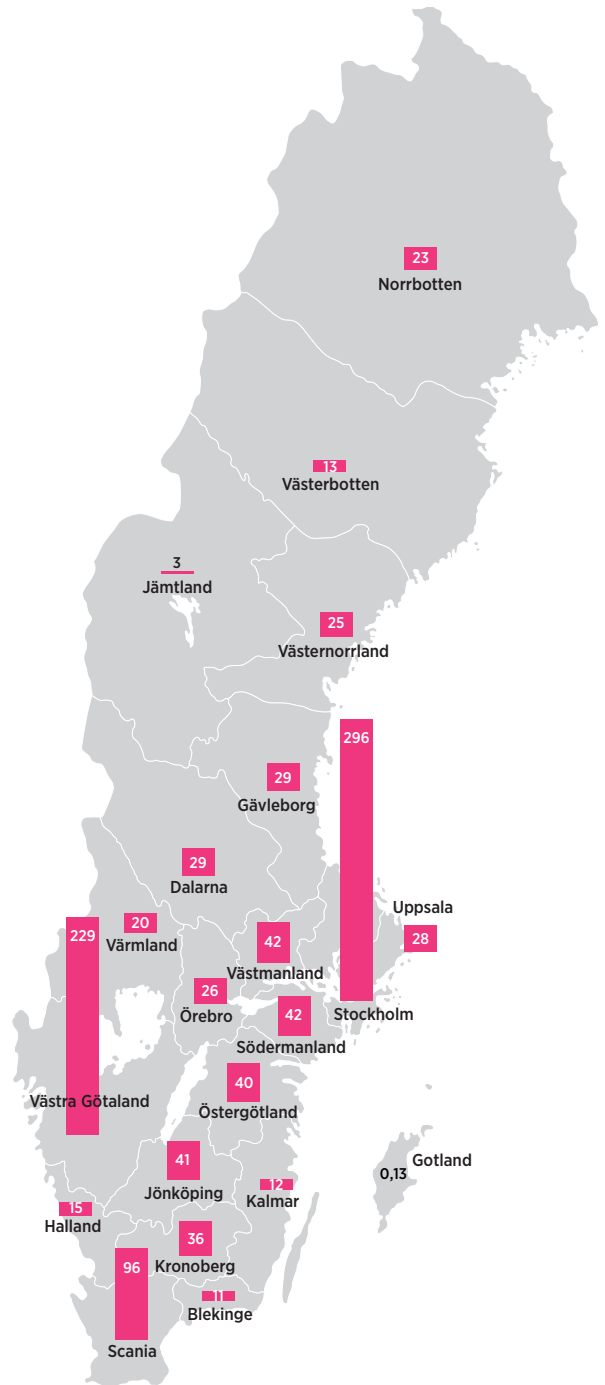 23
Norrbotten
13
Västerbotten
3
Jämtland
25
Västernorrland
296
29
Gävleborg
29
Dalarna
Uppsala
28
20
Värmland
229
42
Västmanland
26
Örebro
42
Södermanland
Stockholm
40
Östergötland
Västra Götaland
41
Jönköping
12
Kalmar
0,13
Gotland
15
Halland
36
Kronoberg
96
Scania
11
Blekinge